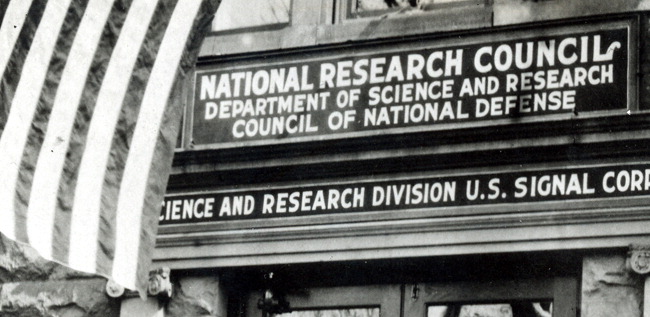 NATIONAL RESEARCH COUNCIL
DEPARTMENT OF SCIENCE AND RESEARCH
COUNCIL OF NATIONAL DEFENSE
CIENCE AND RESEARCH DIVISION U.S. SIGNAL CORP